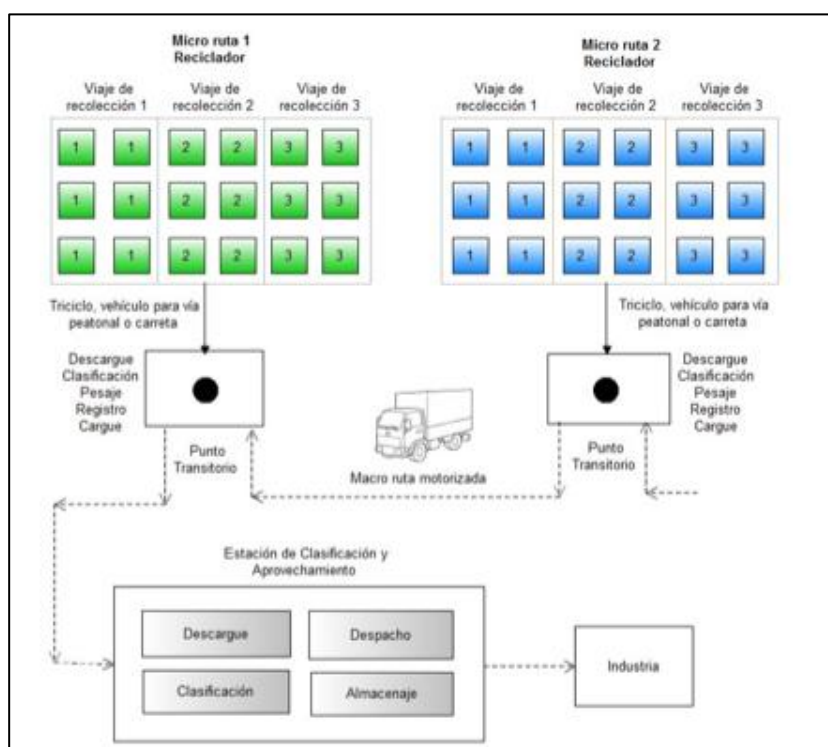 Micro ruta 1
Reciclador
Viaje de
recolección 1
Viaje de
recolección 2
Viaje de
recolección 3
1 1 2 2 3 3
1 1 2 2 3 3
1 1 2 2 3 3
Triciclo, vehículo para vía
peatonal o carreta
Descargue
Clasificación
Pesaje
Registro
Cargue
Punto
Transitorio
Micro ruta 2
Reciclador
Viaje de
recolección 1
Viaje de
recolección 2
Viaje de
recolección 3
1 1 2 2 3 3
1 1 2 2 3 3
1 1 2 2 3 3
Triciclo, vehículo para vía
peatonal o carreta
Descargue
Clasificación
Pesaje
Registro
Cargue
Punto
Transitorio
Macro ruta motorizada
Estación de Clasificación y
Aprovechamiento
Descargue
Despacho
Clasificación
Almacenaje
Industria